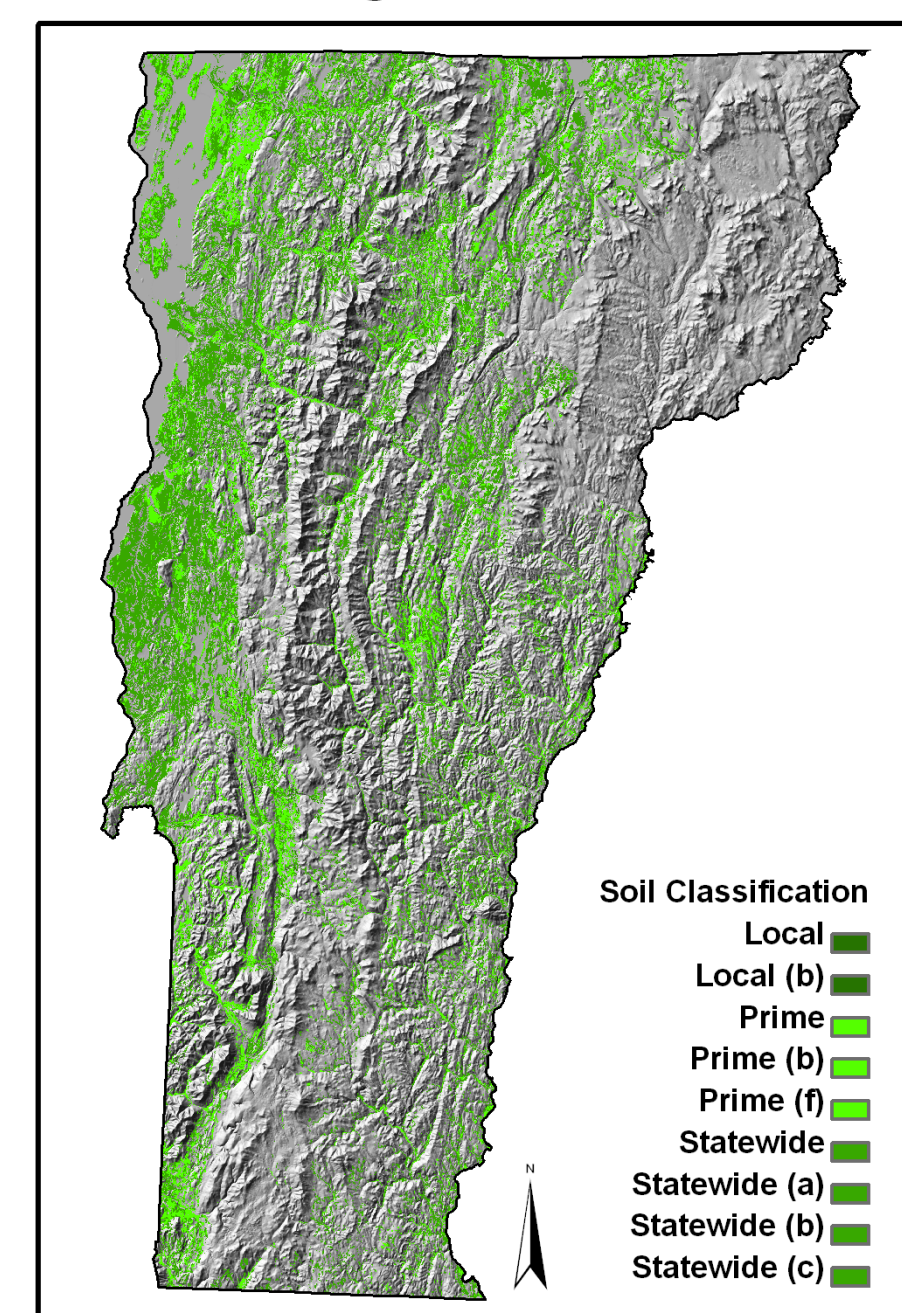 Soil Classification
Local
Local (b)
Prime
Prime (b)
Prime (f)
Statewide
Statewide (a)
Statewide (b)
Statewide (c)
N